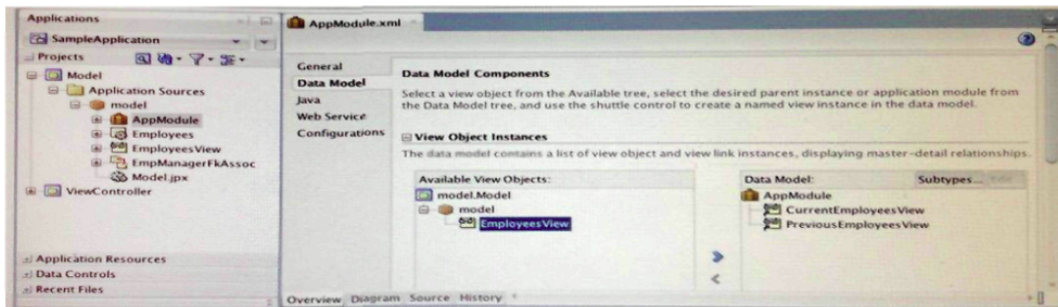 Applications
SampleApplication
Projects
Model
Application Sources
model
AppModule
Employees
EmployeesView
EmpManagerFkAssoc
Model.jpx
ViewController
Application Resources
Data Controls
Recent Files
AppModule.xml
General
Data Model
Java
Web Service
Configurations
Data Model Components
Select a view object from the Available tree, select the desired parent instance or application module from
the Data Model tree, and use the shuttle control to create a named view instance in the data model.
View Object Instances
The data model contains a list of view object and view link instances, displaying master-detail relationships.
Available View Objects:
model.Model
model
EmployeesView
Data Model:
Subtypes...
AppModule
CurrentEmployeesView
PreviousEmployeesView
Overview Diagram Source History